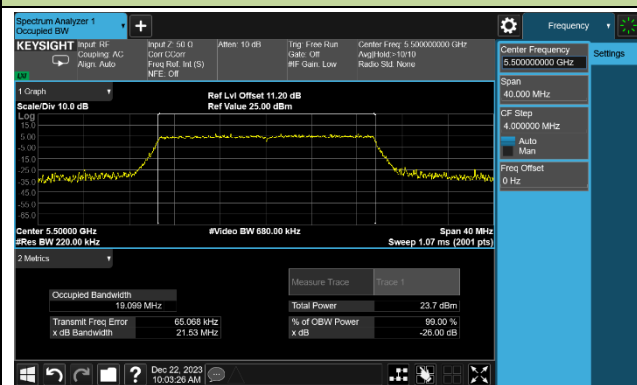 Spectrum Analyzer 1
Occupied BW
Frequency
KEYSIGHT
Input: RF
Coupling: AC
Align: Auto
Input Z: 50 Ω
Corr CCorr
Freq Ref: Int (S)
NFE: Off
Atten: 10 dB
Trig: Free Run
Gate: Off
#IF Gain: Low
Center Freq: 5.500000000 GHz
Avg|Hold:>10/10
Radio Std: None
LXI
Center Frequency
5.500000000 GHz
Settings
Span
40.000 MHz
CF Step
4.000000 MHz
Auto
Man
Freq Offset
0 Hz
1 Graph
Scale/Div 10.0 dB
Ref Lvl Offset 11.20 dB
Ref Value 25.00 dBm
Log
15.0
5.00
-5.00
-15.0
-25.0
-35.0
-45.0
-55.0
-65.0
Center 5.50000 GHz
#Res BW 220.00 kHz
#Video BW 680.00 kHz
Span 40 MHz
Sweep 1.07 ms (2001 pts)
2 Metrics
Measure Trace
Trace 1
Occupied Bandwidth
19.099 MHz
Total Power
23.7 dBm
Transmit Freq Error
65.068 kHz
% of OBW Power
99.00 %
x dB Bandwidth
21.53 MHz
x dB
-26.00 dB
?
Dec 22, 2023
10:03:26 AM